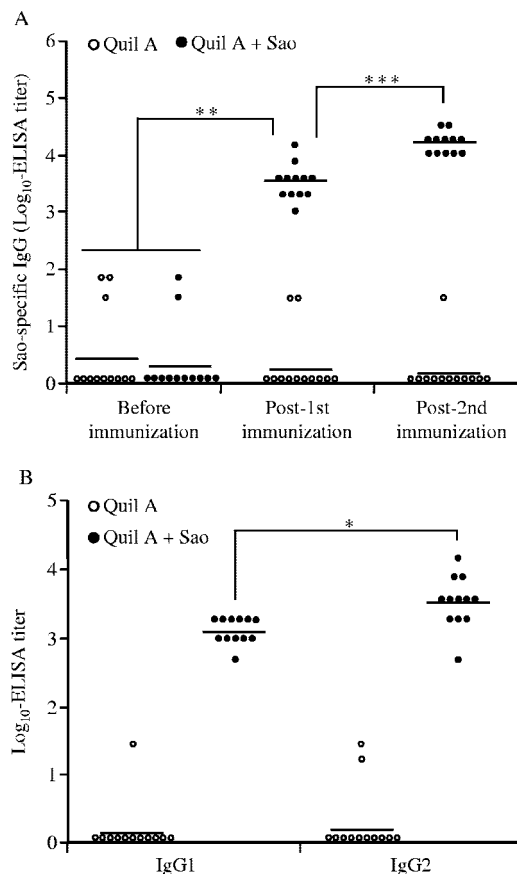 A
Quil A Quil A + Sao
Sao-specific IgG (Log₁₀-ELISA titer)
6
5
4
3
2
1
0
**
***
Before immunization
Post-1st immunization
Post-2nd immunization
B
Quil A
Quil A + Sao
Log₁₀-ELISA titer
5
4
3
2
1
0
*
IgG1
IgG2